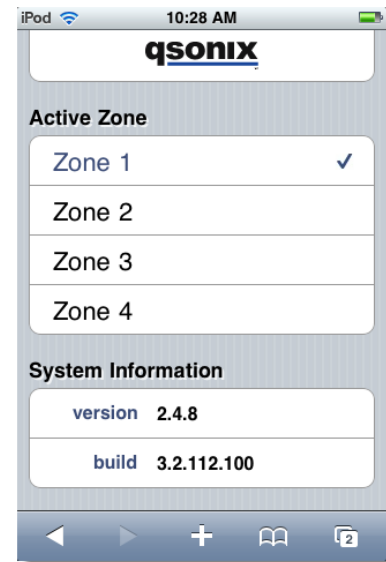 iPod 10:28 AM
qsonix
Active Zone
Zone 1
Zone 2
Zone 3
Zone 4
System Information
version 2.4.8
build 3.2.112.100
2